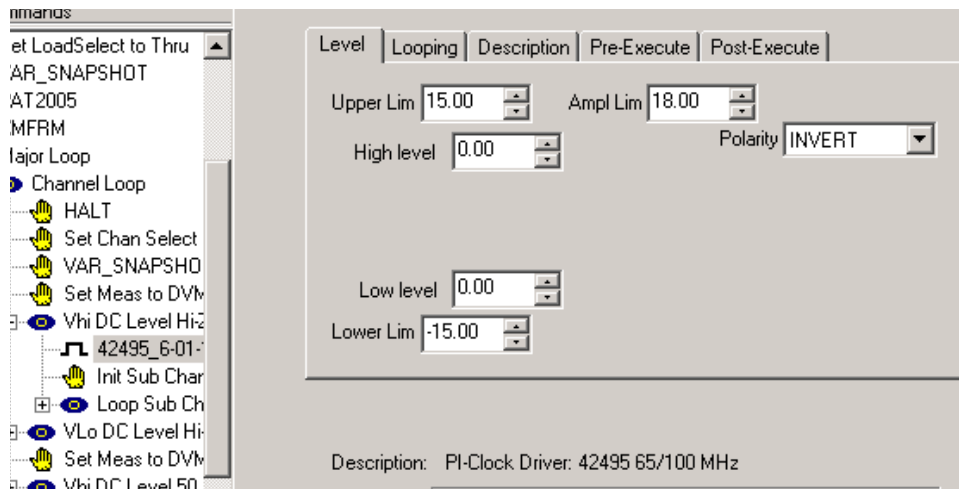 mmands
et LoadSelect to Thru
AR_SNAPSHOT
AT2005
MFRM
lajor Loop
Channel Loop
HALT
Set Chan Select
VAR_SNAPSHO
Set Meas to DVM
Vhi DC Level Hi-Z
42495_6-01-
Init Sub Char
Loop Sub Ch
VLo DC Level Hi-
Set Meas to DVM
Vhi DC Level 50
Level Looping Description Pre-Execute Post-Execute
Upper Lim 15.00 Ampl Lim 18.00
Polarity INVERT
High level 0.00
Low level 0.00
Lower Lim -15.00
Description: PI-Clock Driver: 42495 65/100 MHz